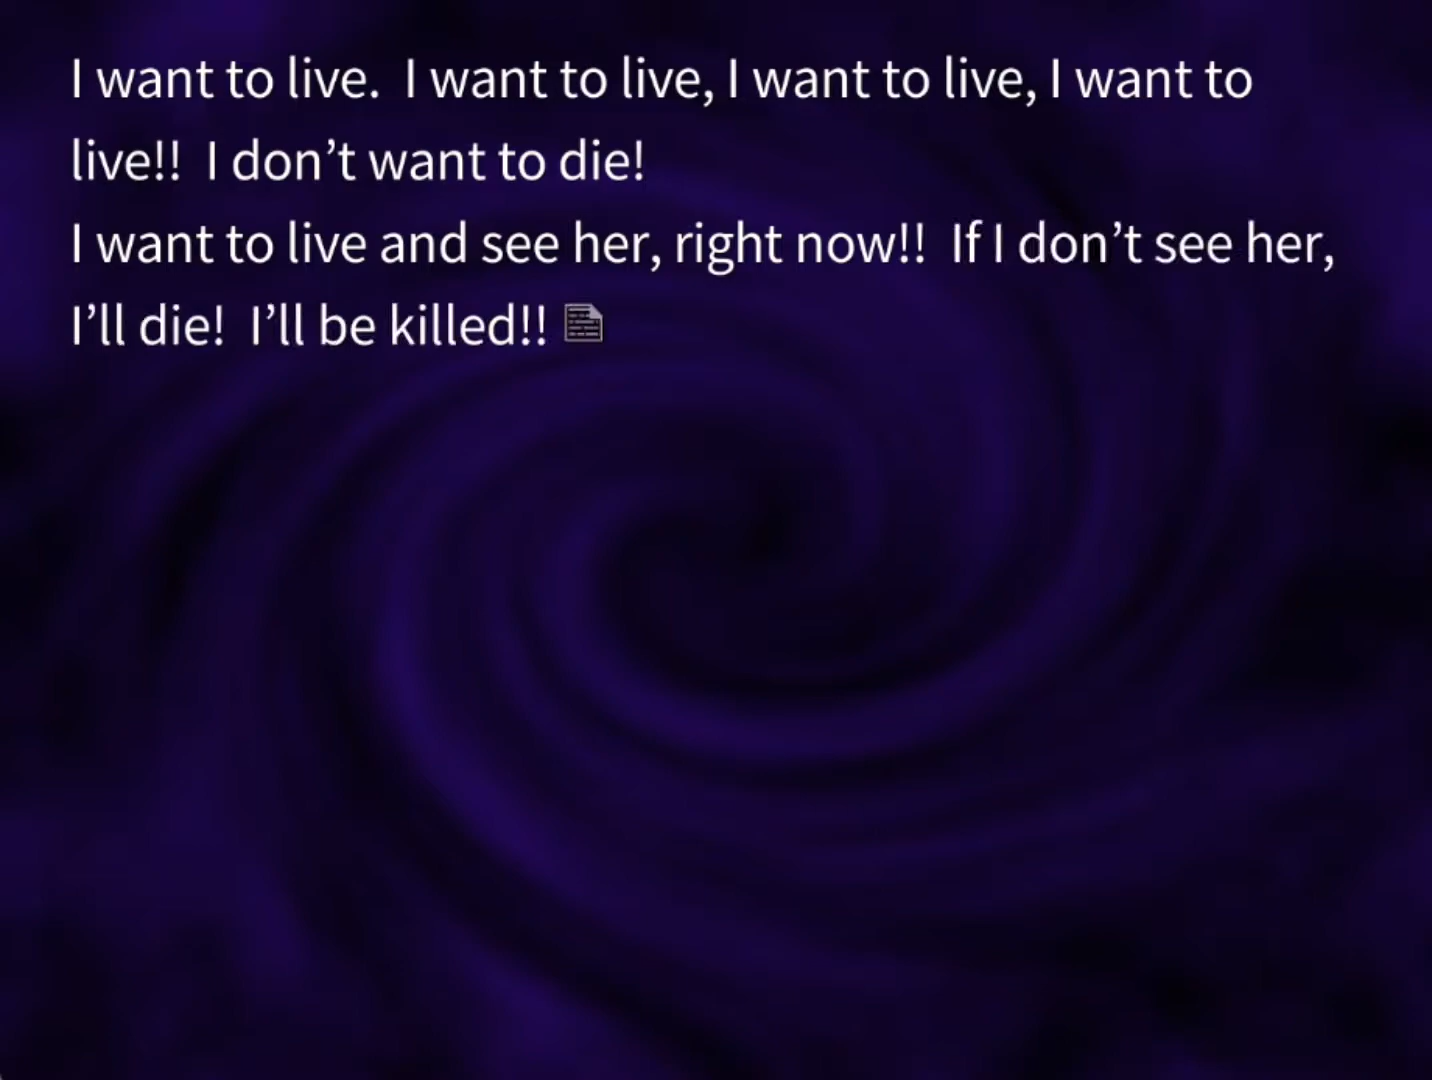 I want to live.  I want to live, I want to live, I want to
live!!  I don’t want to die!
I want to live and see her, right now!!  If I don’t see her,
I’ll die!  I’ll be killed!!